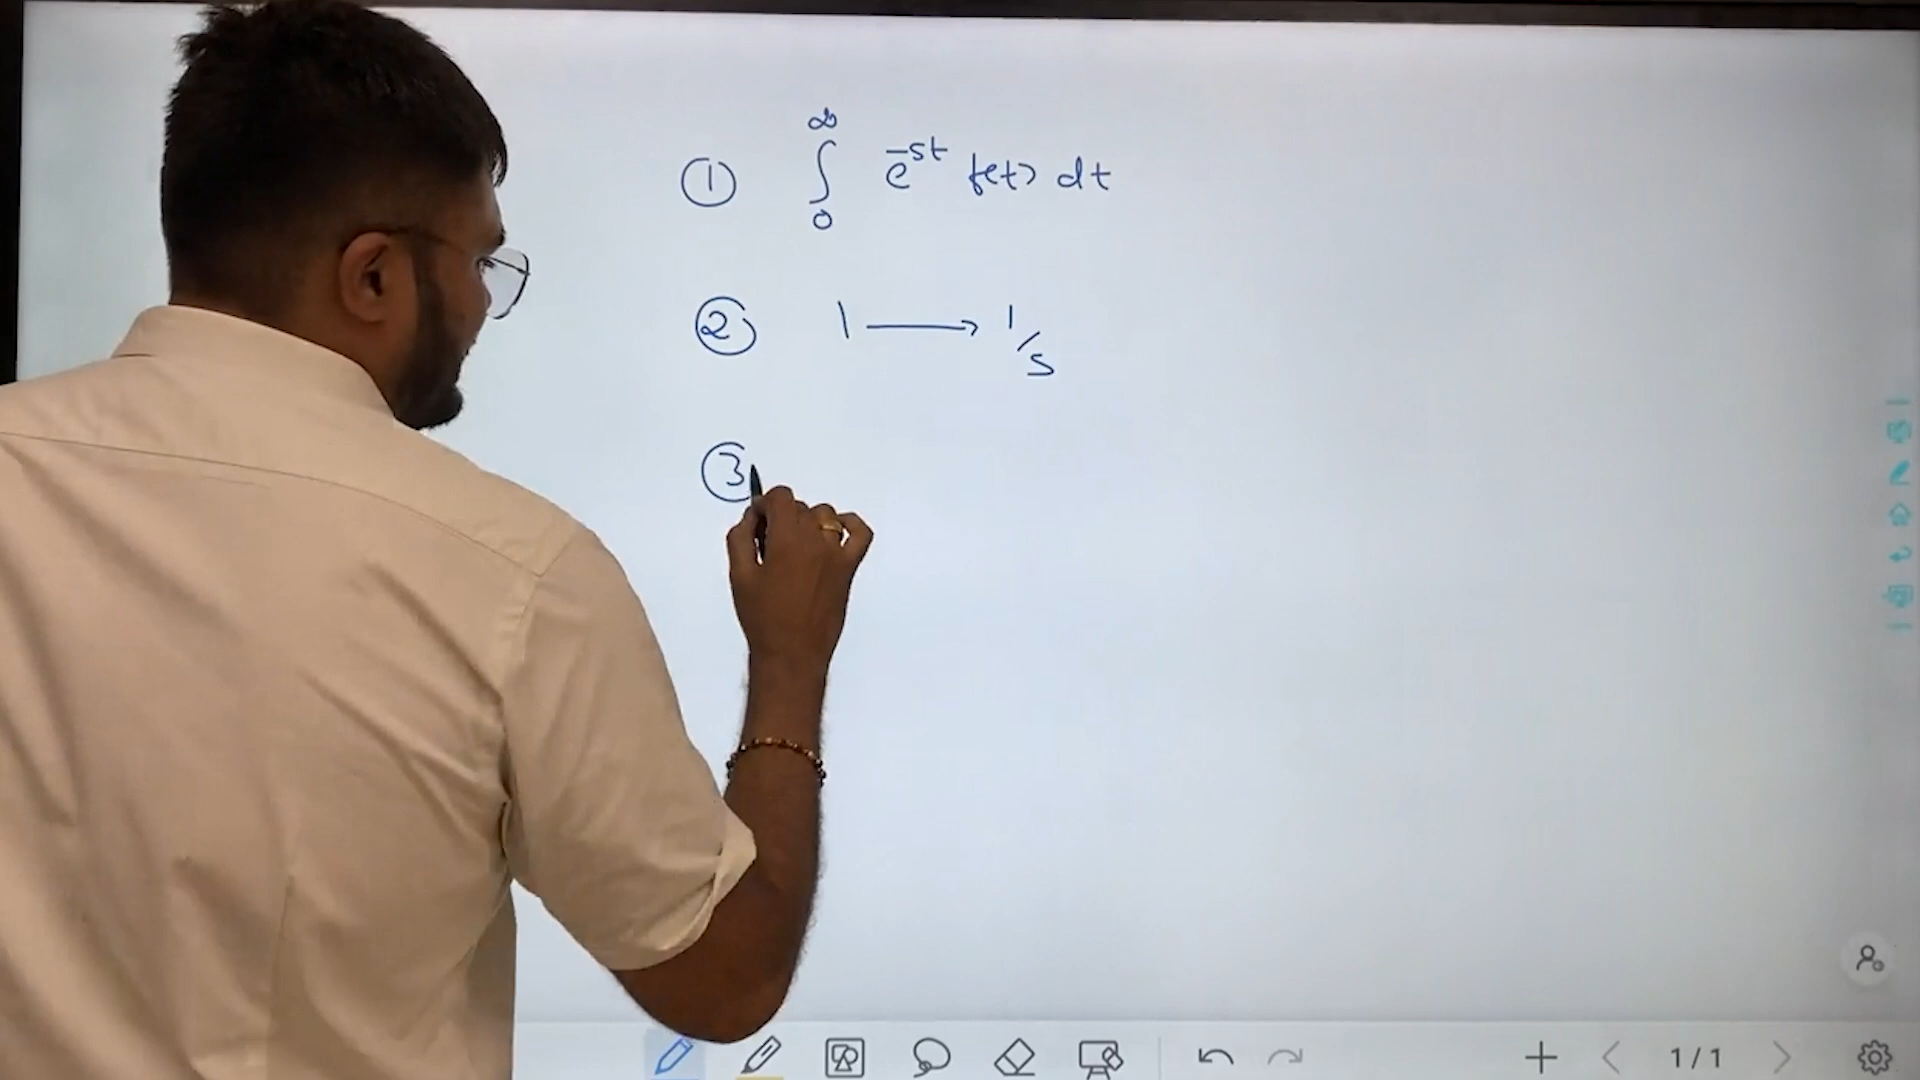 ① ∫₀^∞ e^-st f(t) dt
② 1 → 1/s
③
1/1